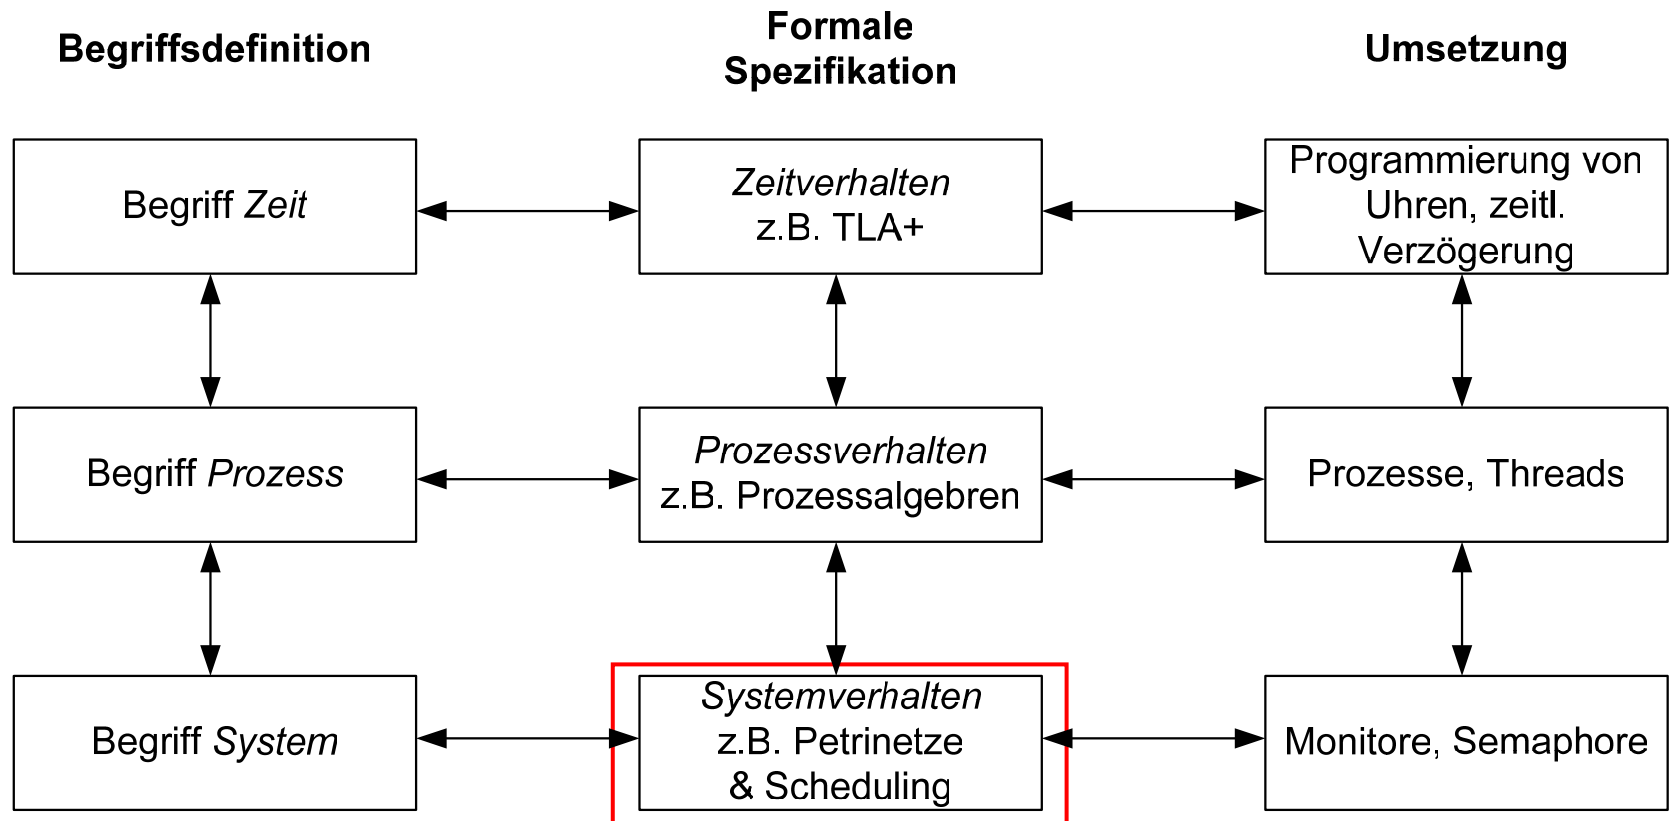 Begriffsdefinition
Formale
Spezifikation
Umsetzung
Begriff Zeit
Zeitverhalten
z.B. TLA+
Programmierung von
Uhren, zeitl.
Verzögerung
Begriff Prozess
Prozessverhalten
z.B. Prozessalgebren
Prozesse, Threads
Begriff System
Systemverhalten
z.B. Petrinetze
& Scheduling
Monitore, Semaphore